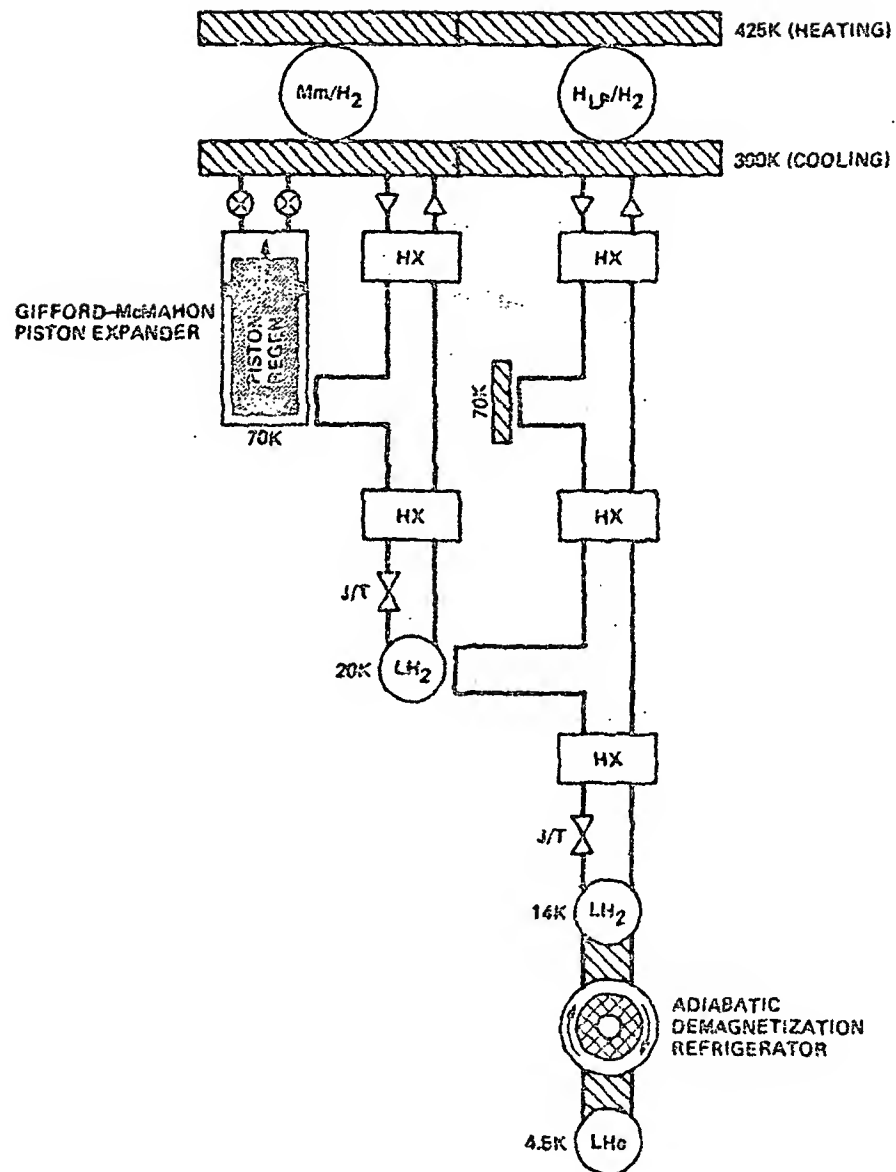 425K (HEATING)
Mm/H₂
H_LP/H₂
300K (COOLING)
HX
HX
GIFFORD-McMAHON
PISTON EXPANDER
PISTON
REGEN
70K
70K
HX
HX
J/T
20K
LH₂
HX
J/T
14K
LH₂
ADIABATIC
DEMAGNETIZATION
REFRIGERATOR
4.5K
LHe